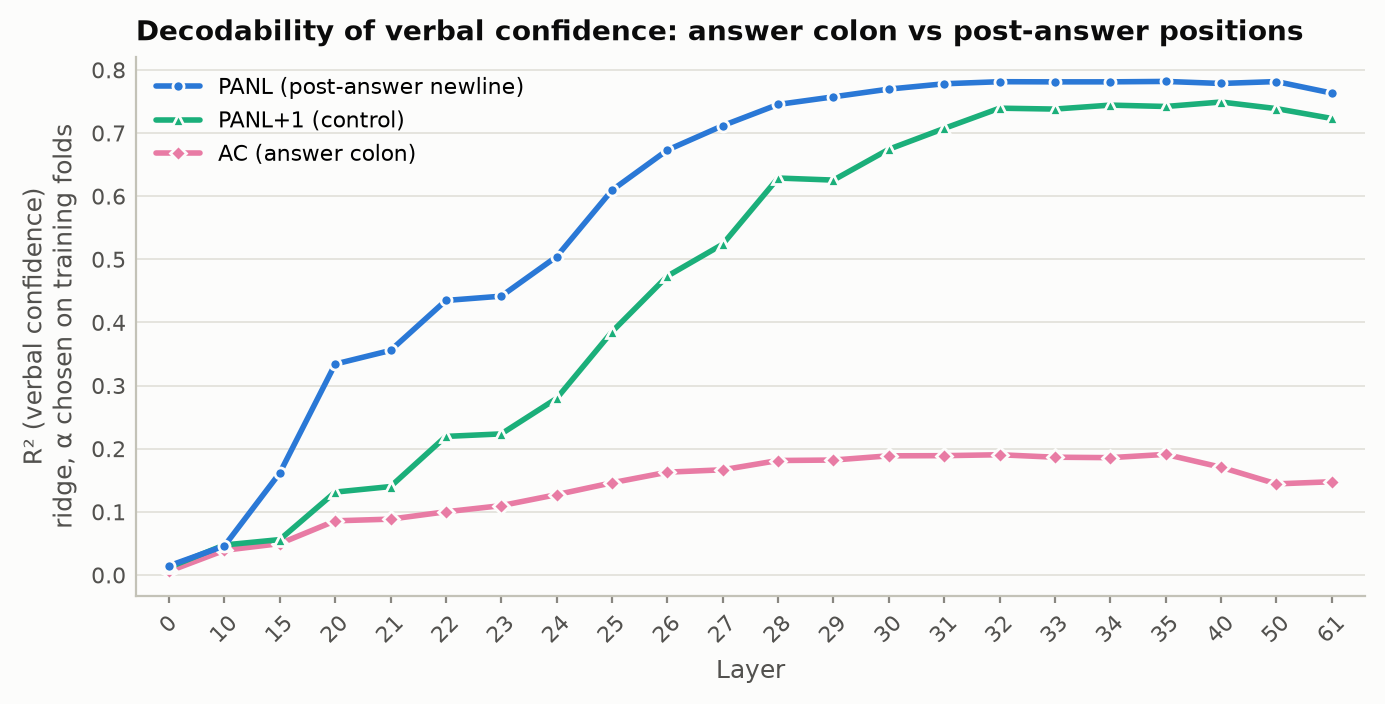 Decodability of verbal confidence: answer colon vs post-answer positions
PANL (post-answer newline)
PANL+1 (control)
AC (answer colon)
R² (verbal confidence)
ridge, α chosen on training folds
0.8
0.7
0.6
0.5
0.4
0.3
0.2
0.1
0.0
0 10 15 20 21 22 23 24 25 26 27 28 29 30 31 32 33 34 35 40 50 61
Layer